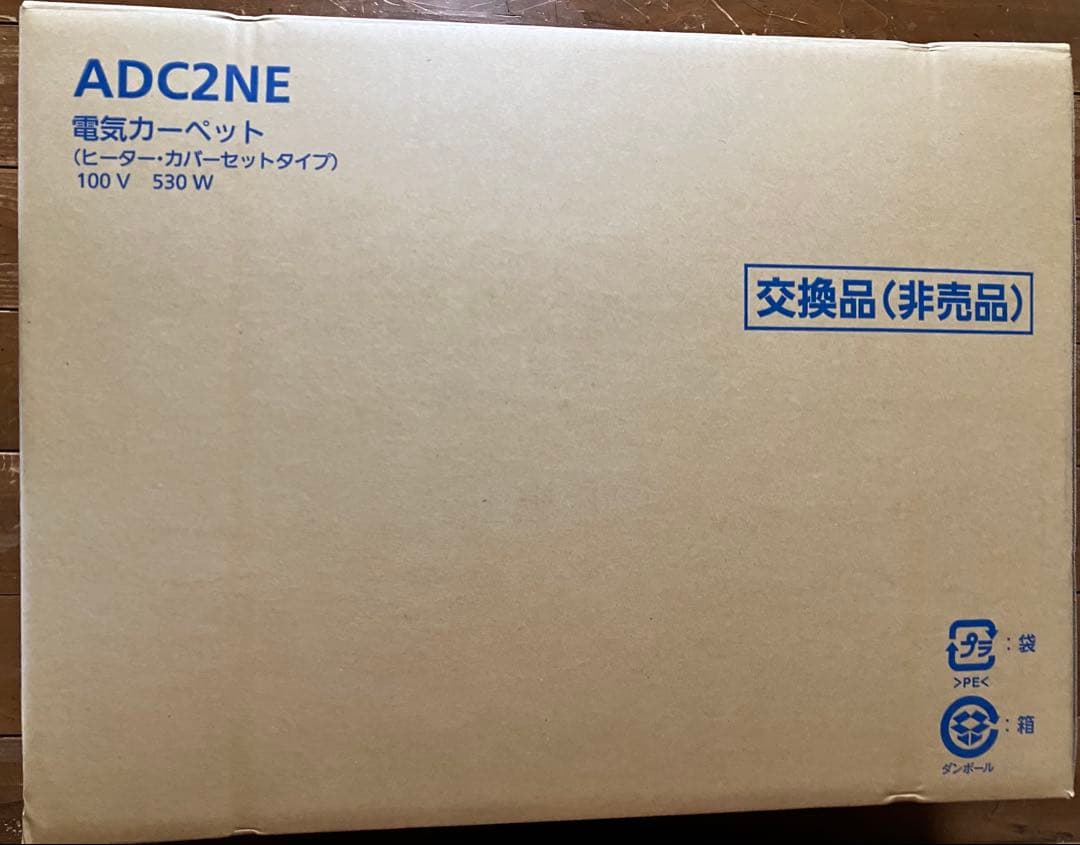 ADC2NE
電気カーペット
(ヒーター・カバーセットタイプ)
100 V 530 W
交換品(非売品)
プラ:袋
>PE<
:箱
ダンボール